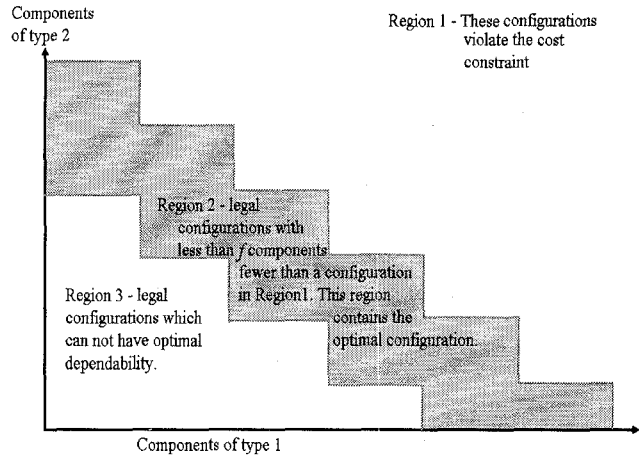 Components
of type 2
Region 1 - These configurations
violate the cost
constraint
Region 2 - legal
configurations with
less than f components
fewer than a configuration
in Region1. This region
contains the
optimal configuration.
Region 3 - legal
configurations which
can not have optimal
dependability.
Components of type 1